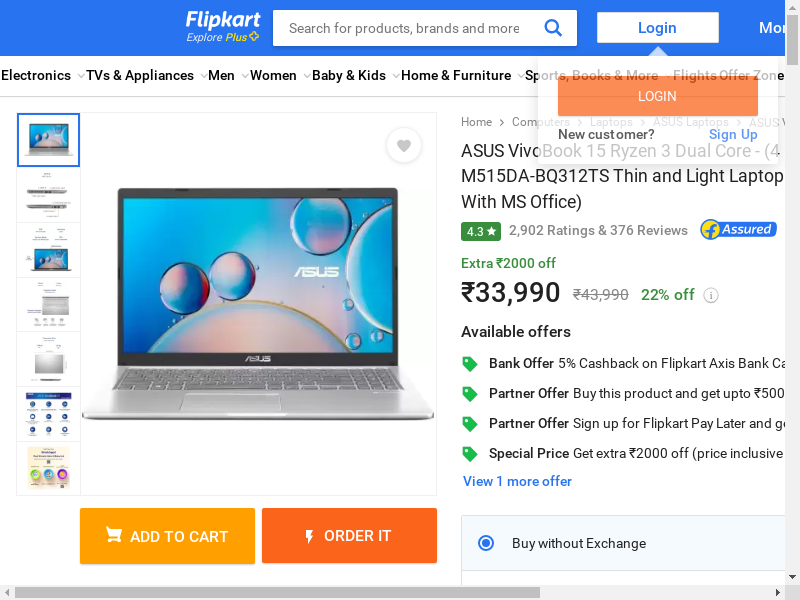 Flipkart
Explore Plus
Search for products, brands and more
Login
Mor
Electronics
TVs & Appliances
Men
Women
Baby & Kids
Home & Furniture
Sports, Books & More
Flights
Offer Zone
LOGIN
New customer?
Sign Up
Home
Computers
Laptops
ASUS Laptops
ASUS V
ASUS VivoBook 15 Ryzen 3 Dual Core - (4
M515DA-BQ312TS Thin and Light Laptop
With MS Office)
4.3
2,902 Ratings & 376 Reviews
Assured
Extra ₹2000 off
₹33,990
₹43,990
22% off
Available offers
Bank Offer 5% Cashback on Flipkart Axis Bank Ca
Partner Offer Buy this product and get upto ₹500
Partner Offer Sign up for Flipkart Pay Later and ge
Special Price Get extra ₹2000 off (price inclusive
View 1 more offer
ASUS
ASUS
ADD TO CART
ORDER IT
Buy without Exchange